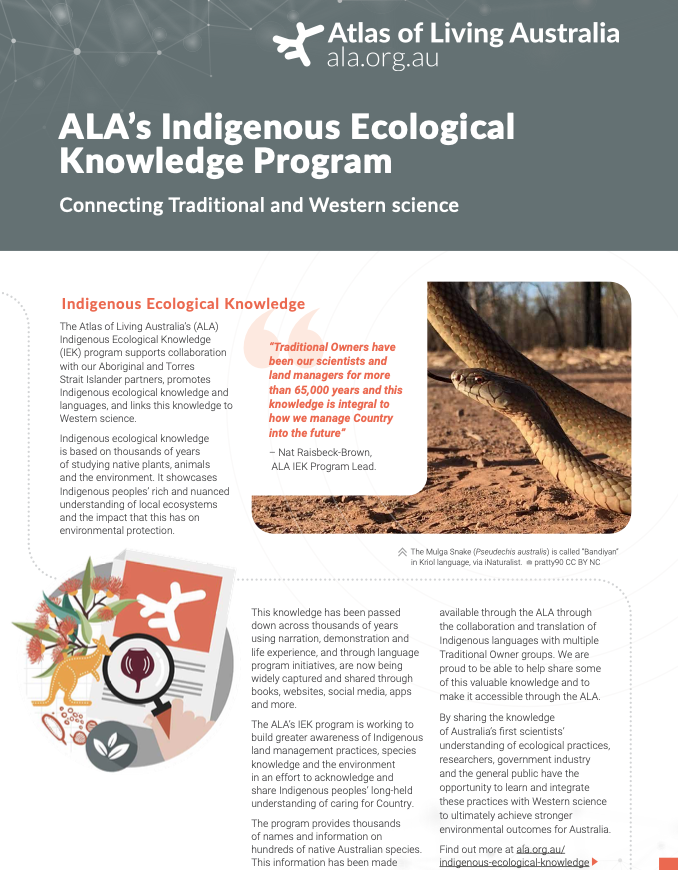 Atlas of Living Australia
ala.org.au
ALA’s Indigenous Ecological
Knowledge Program
Connecting Traditional and Western science
Indigenous Ecological Knowledge
The Atlas of Living Australia’s (ALA)
Indigenous Ecological Knowledge
(IEK) program supports collaboration
with our Aboriginal and Torres
Strait Islander partners, promotes
Indigenous ecological knowledge and
languages, and links this knowledge to
Western science.
Indigenous ecological knowledge
is based on thousands of years
of studying native plants, animals
and the environment. It showcases
Indigenous peoples’ rich and nuanced
understanding of local ecosystems
and the impact that this has on
environmental protection.
“Traditional Owners have
been our scientists and
land managers for more
than 65,000 years and this
knowledge is integral to
how we manage Country
into the future”
– Nat Raisbeck-Brown,
ALA IEK Program Lead.
The Mulga Snake (Pseudechis australis) is called “Bandiyan”
in Kriol language, via iNaturalist. pratty90 CC BY NC
This knowledge has been passed
down across thousands of years
using narration, demonstration and
life experience, and through language
program initiatives, are now being
widely captured and shared through
books, websites, social media, apps
and more.
The ALA’s IEK program is working to
build greater awareness of Indigenous
land management practices, species
knowledge and the environment
in an effort to acknowledge and
share Indigenous peoples’ long-held
understanding of caring for Country.
The program provides thousands
of names and information on
hundreds of native Australian species.
This information has been made
available through the ALA through
the collaboration and translation of
Indigenous languages with multiple
Traditional Owner groups. We are
proud to be able to help share some
of this valuable knowledge and to
make it accessible through the ALA.
By sharing the knowledge
of Australia’s first scientists’
understanding of ecological practices,
researchers, government industry
and the general public have the
opportunity to learn and integrate
these practices with Western science
to ultimately achieve stronger
environmental outcomes for Australia.
Find out more at ala.org.au/
indigenous-ecological-knowledge